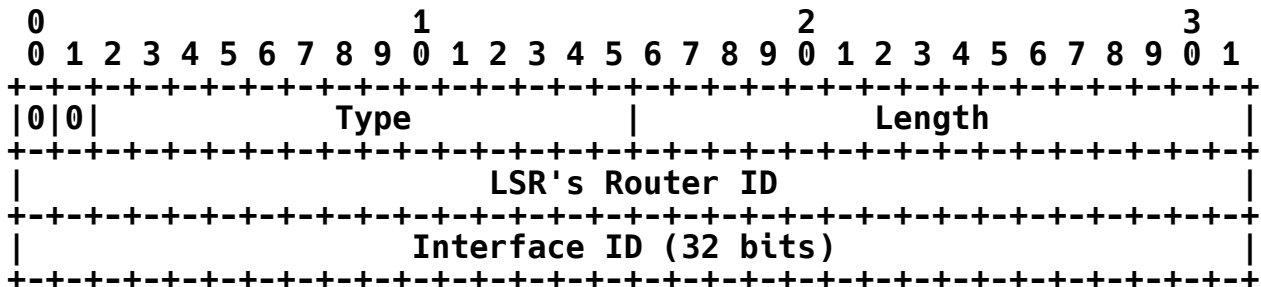 0                   1                   2                   3
 0 1 2 3 4 5 6 7 8 9 0 1 2 3 4 5 6 7 8 9 0 1 2 3 4 5 6 7 8 9 0 1
+-+-+-+-+-+-+-+-+-+-+-+-+-+-+-+-+-+-+-+-+-+-+-+-+-+-+-+-+-+-+-+-+
|0|0|            Type           |            Length             |
+-+-+-+-+-+-+-+-+-+-+-+-+-+-+-+-+-+-+-+-+-+-+-+-+-+-+-+-+-+-+-+-+
|                        LSR's Router ID                        |
+-+-+-+-+-+-+-+-+-+-+-+-+-+-+-+-+-+-+-+-+-+-+-+-+-+-+-+-+-+-+-+-+
|                    Interface ID (32 bits)                     |
+-+-+-+-+-+-+-+-+-+-+-+-+-+-+-+-+-+-+-+-+-+-+-+-+-+-+-+-+-+-+-+-+